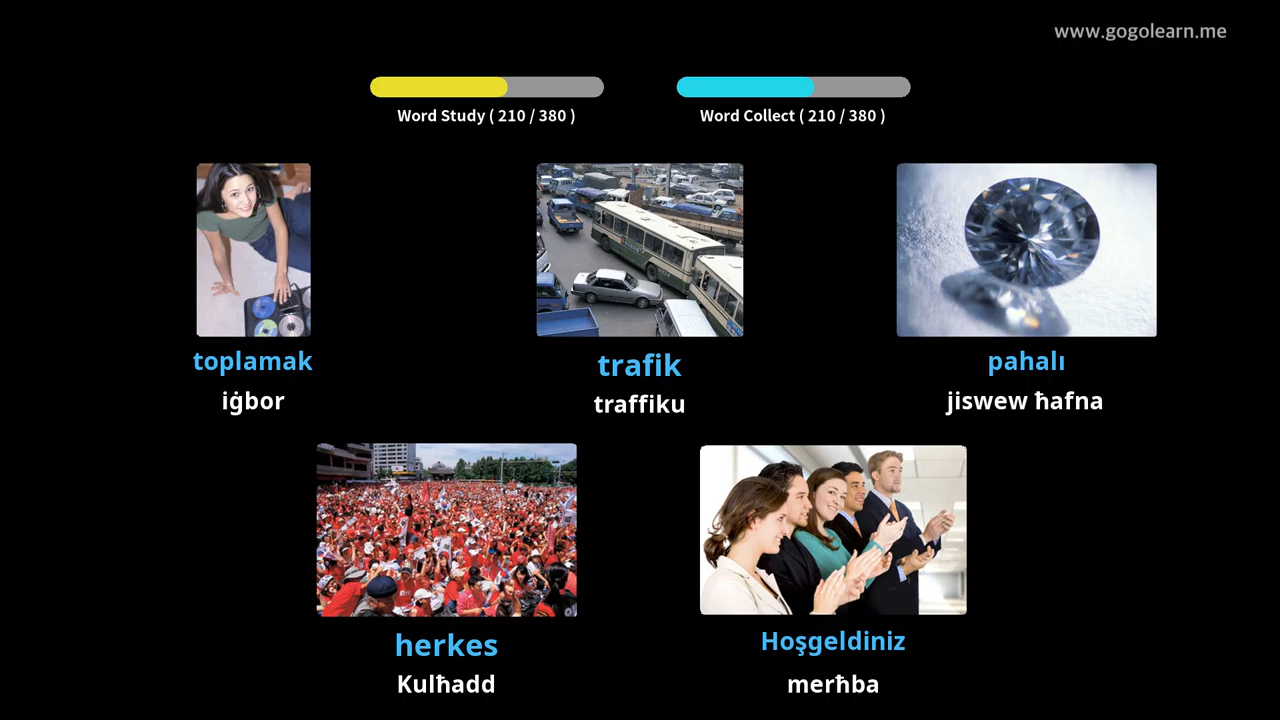 www.gogolearn.me
Word Study ( 210 / 380 )
Word Collect ( 210 / 380 )
toplamak
iġbor
trafik
traffiku
pahalı
jiswew ħafna
herkes
Kulħadd
Hoşgeldiniz
merħba